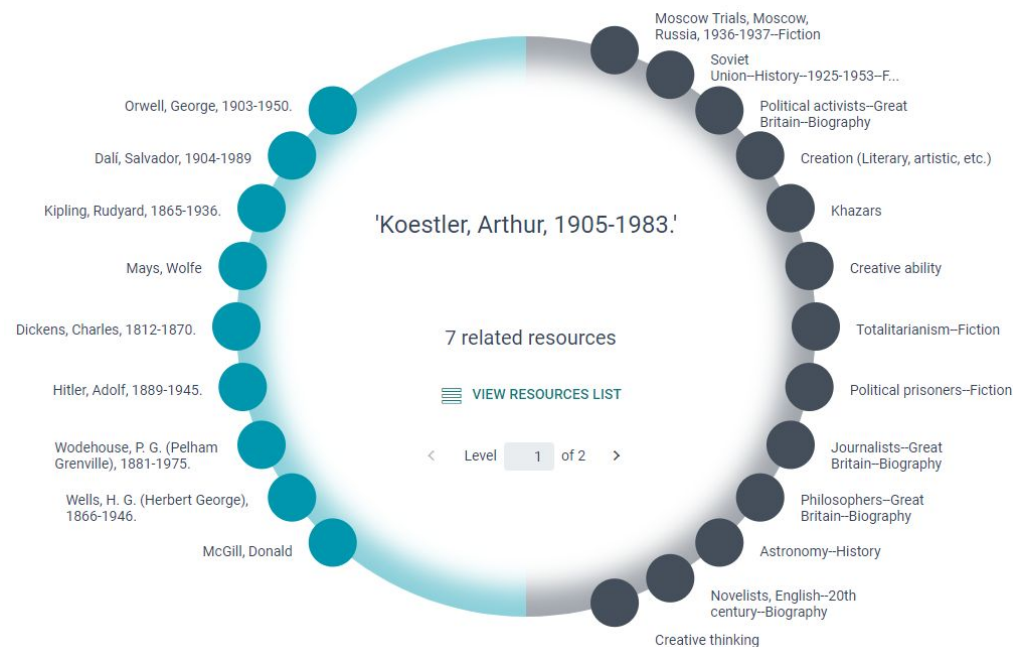 Orwell, George, 1903-1950.
Dalí, Salvador, 1904-1989
Kipling, Rudyard, 1865-1936.
Mays, Wolfe
Dickens, Charles, 1812-1870.
Hitler, Adolf, 1889-1945.
Wodehouse, P. G. (Pelham
Grenville), 1881-1975.
Wells, H. G. (Herbert George),
1866-1946.
McGill, Donald
'Koestler, Arthur, 1905-1983.'
7 related resources
VIEW RESOURCES LIST
Level 1 of 2
Moscow Trials, Moscow,
Russia, 1936-1937--Fiction
Soviet
Union--History--1925-1953--F...
Political activists--Great
Britain--Biography
Creation (Literary, artistic, etc.)
Khazars
Creative ability
Totalitarianism--Fiction
Political prisoners--Fiction
Journalists--Great
Britain--Biography
Philosophers--Great
Britain--Biography
Astronomy--History
Novelists, English--20th
century--Biography
Creative thinking